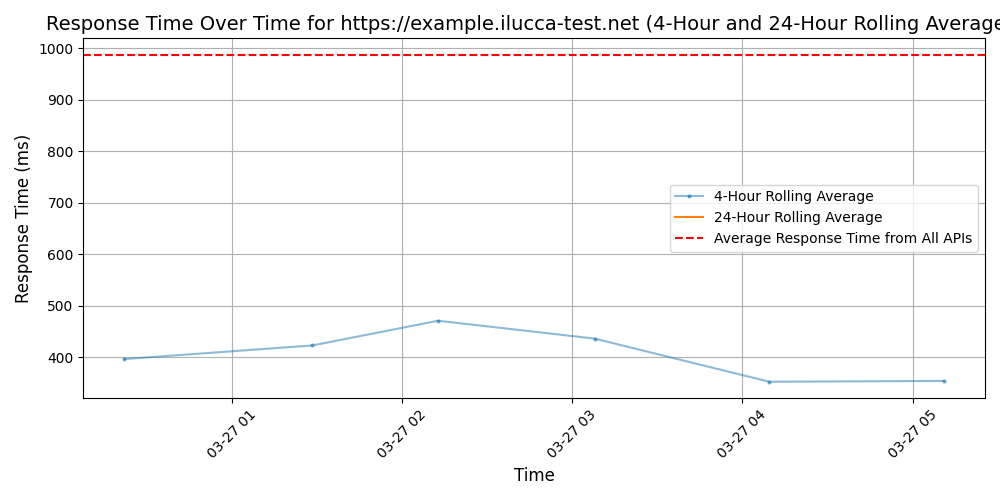 Response Time Over Time for https://example.ilucca-test.net (4-Hour and 24-Hour Rolling Average
1000
900
800
700
600
500
400
Response Time (ms)
4-Hour Rolling Average
24-Hour Rolling Average
Average Response Time from All APIs
03-27 01
03-27 02
03-27 03
03-27 04
03-27 05
Time